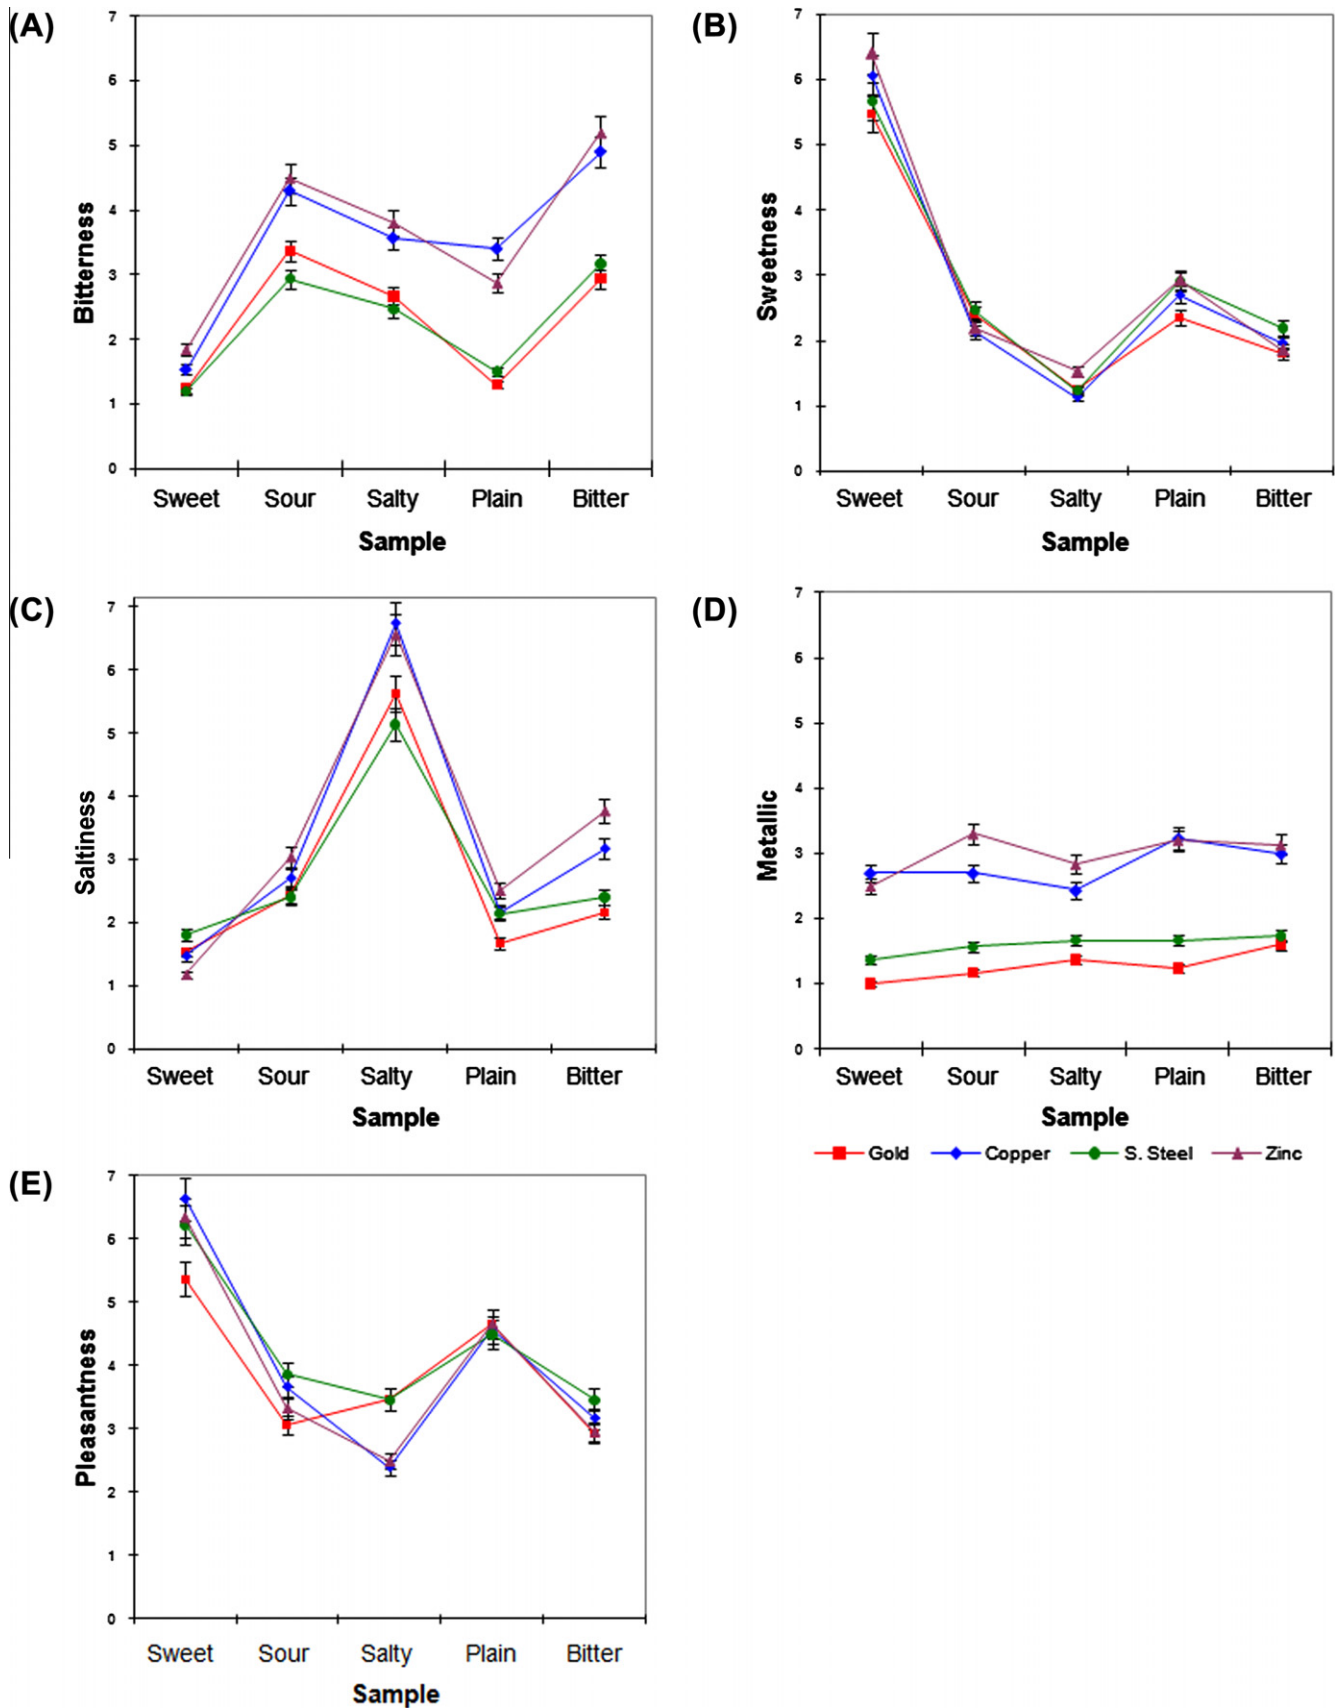 (A)
7
6
5
4
3
2
1
0
Bitterness
Sweet Sour Salty Plain Bitter
Sample
(B)
7
6
5
4
3
2
1
0
Sweetness
Sweet Sour Salty Plain Bitter
Sample
(C)
7
6
5
4
3
2
1
0
Saltiness
Sweet Sour Salty Plain Bitter
Sample
(D)
7
6
5
4
3
2
1
0
Metallic
Sweet Sour Salty Plain Bitter
Sample
Gold Copper S. Steel Zinc
(E)
7
6
5
4
3
2
1
0
Pleasantness
Sweet Sour Salty Plain Bitter
Sample